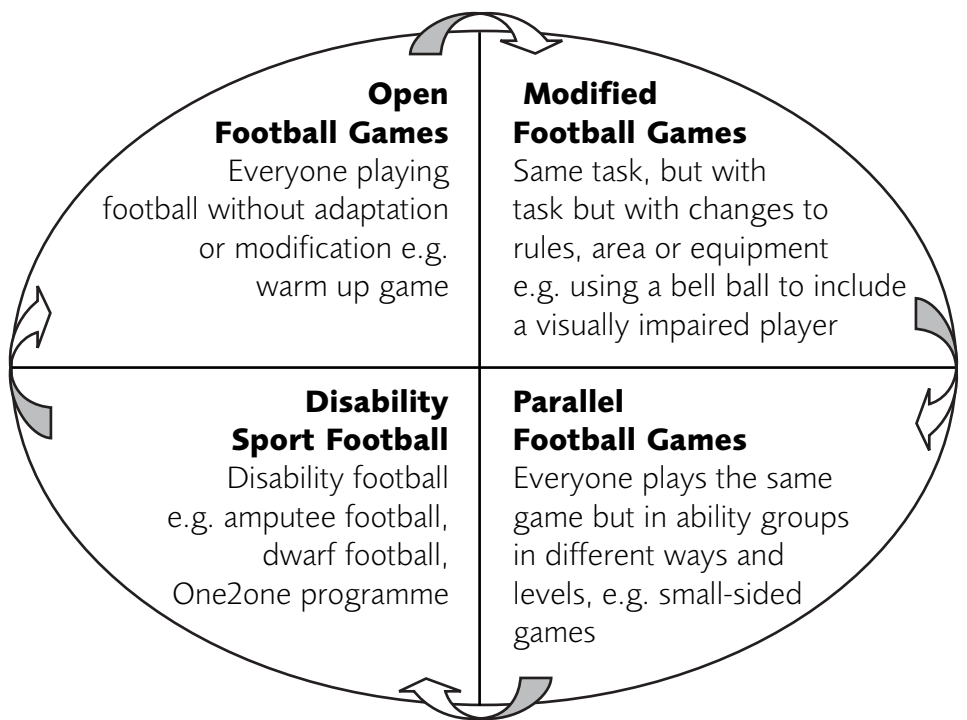 Open
Football Games
Everyone playing
football without adaptation
or modification e.g.
warm up game
Modified
Football Games
Same task, but with
task but with changes to
rules, area or equipment
e.g. using a bell ball to include
a visually impaired player
Disability
Sport Football
Disability football
e.g. amputee football,
dwarf football,
One2one programme
Parallel
Football Games
Everyone plays the same
game but in ability groups
in different ways and
levels, e.g. small-sided
games